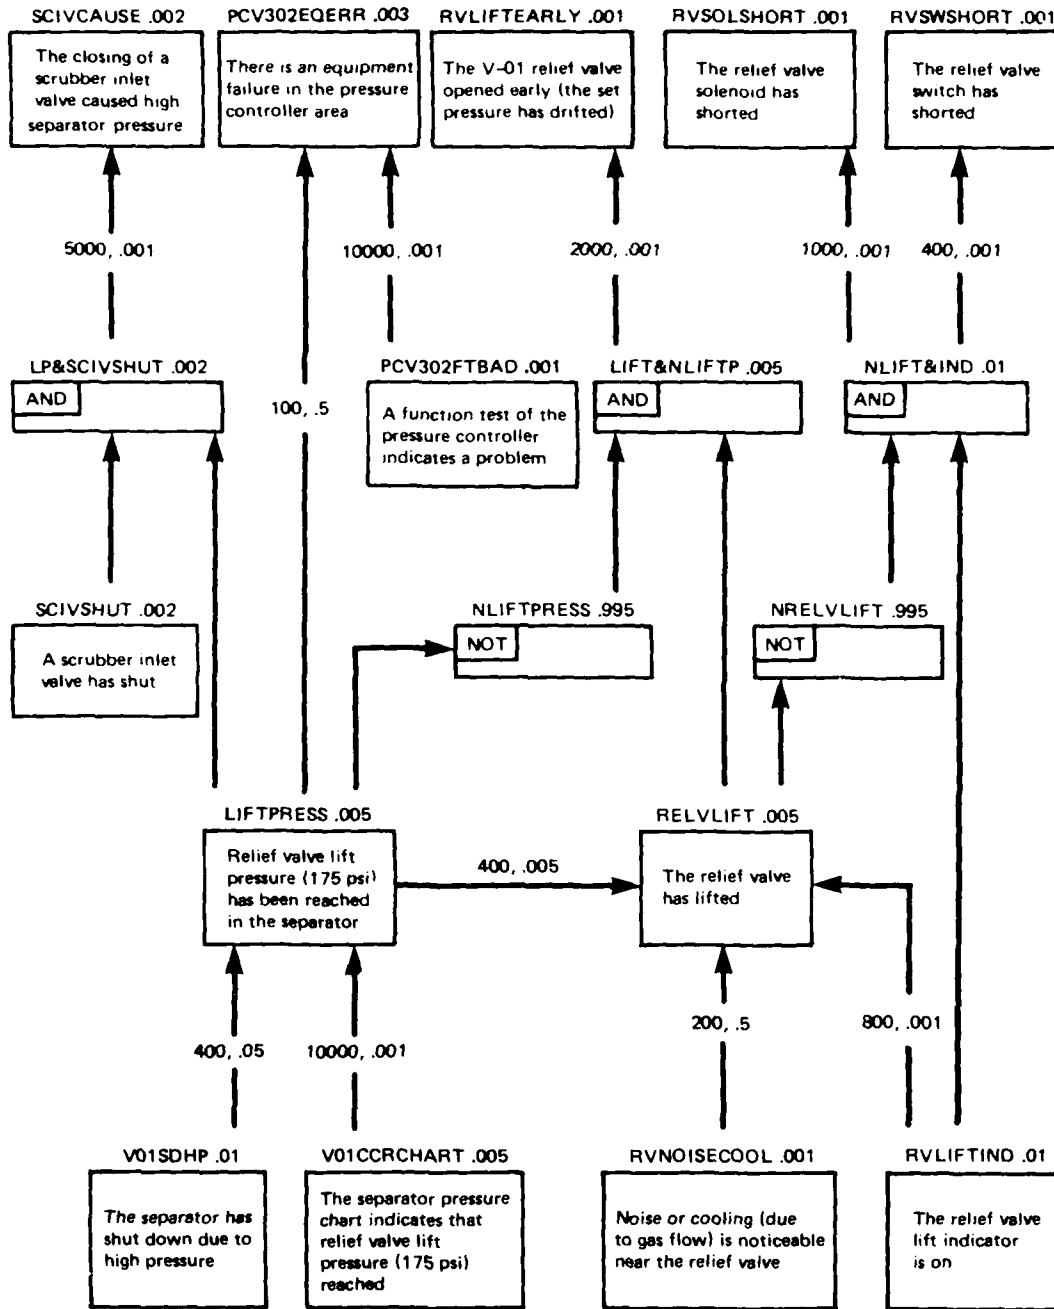 SCIVCAUSE .002
PCV302EQERR .003
RVLIFTEARLY .001
RVSOLSHORT .001
RVSWSHORT .001
The closing of a
scrubber inlet
valve caused high
separator pressure
There is an equipment
failure in the pressure
controller area
The V-01 relief valve
opened early (the set
pressure has drifted)
The relief valve
solenoid has
shorted
The relief valve
switch has
shorted
5000, .001
10000, .001
2000, .001
1000, .001
400, .001
LP&SCIVSHUT .002
AND
100, .5
PCV302FTBAD .001
A function test of the
pressure controller
indicates a problem
LIFT&NLIFTP .005
AND
NLIFT&IND .01
AND
SCIVSHUT .002
A scrubber inlet
valve has shut
NLIFTPRESS .995
NOT
NRELVLIFT .995
NOT
LIFTPRESS .005
Relief valve lift
pressure (175 psi)
has been reached
in the separator
400, .005
RELVLIFT .005
The relief valve
has lifted
400, .05
10000, .001
200, .5
800, .001
V01SDHP .01
The separator has
shut down due to
high pressure
V01CCRCHART .005
The separator pressure
chart indicates that
relief valve lift
pressure (175 psi)
reached
RVNOISECOOL .001
Noise or cooling (due
to gas flow) is noticeable
near the relief valve
RVLIFTIND .01
The relief valve
lift indicator
is on